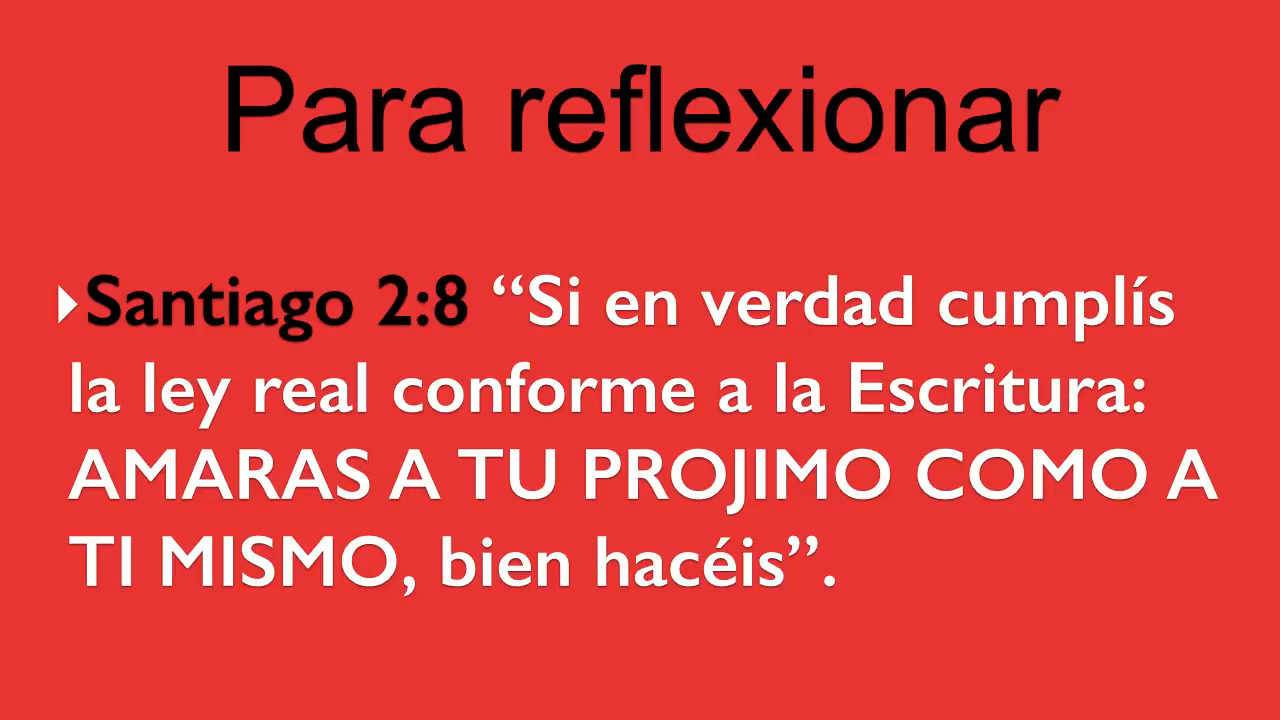 Para reflexionar
Santiago 2:8 “Si en verdad cumplís
la ley real conforme a la Escritura:
AMARAS A TU PROJIMO COMO A
TI MISMO, bien hacéis”.